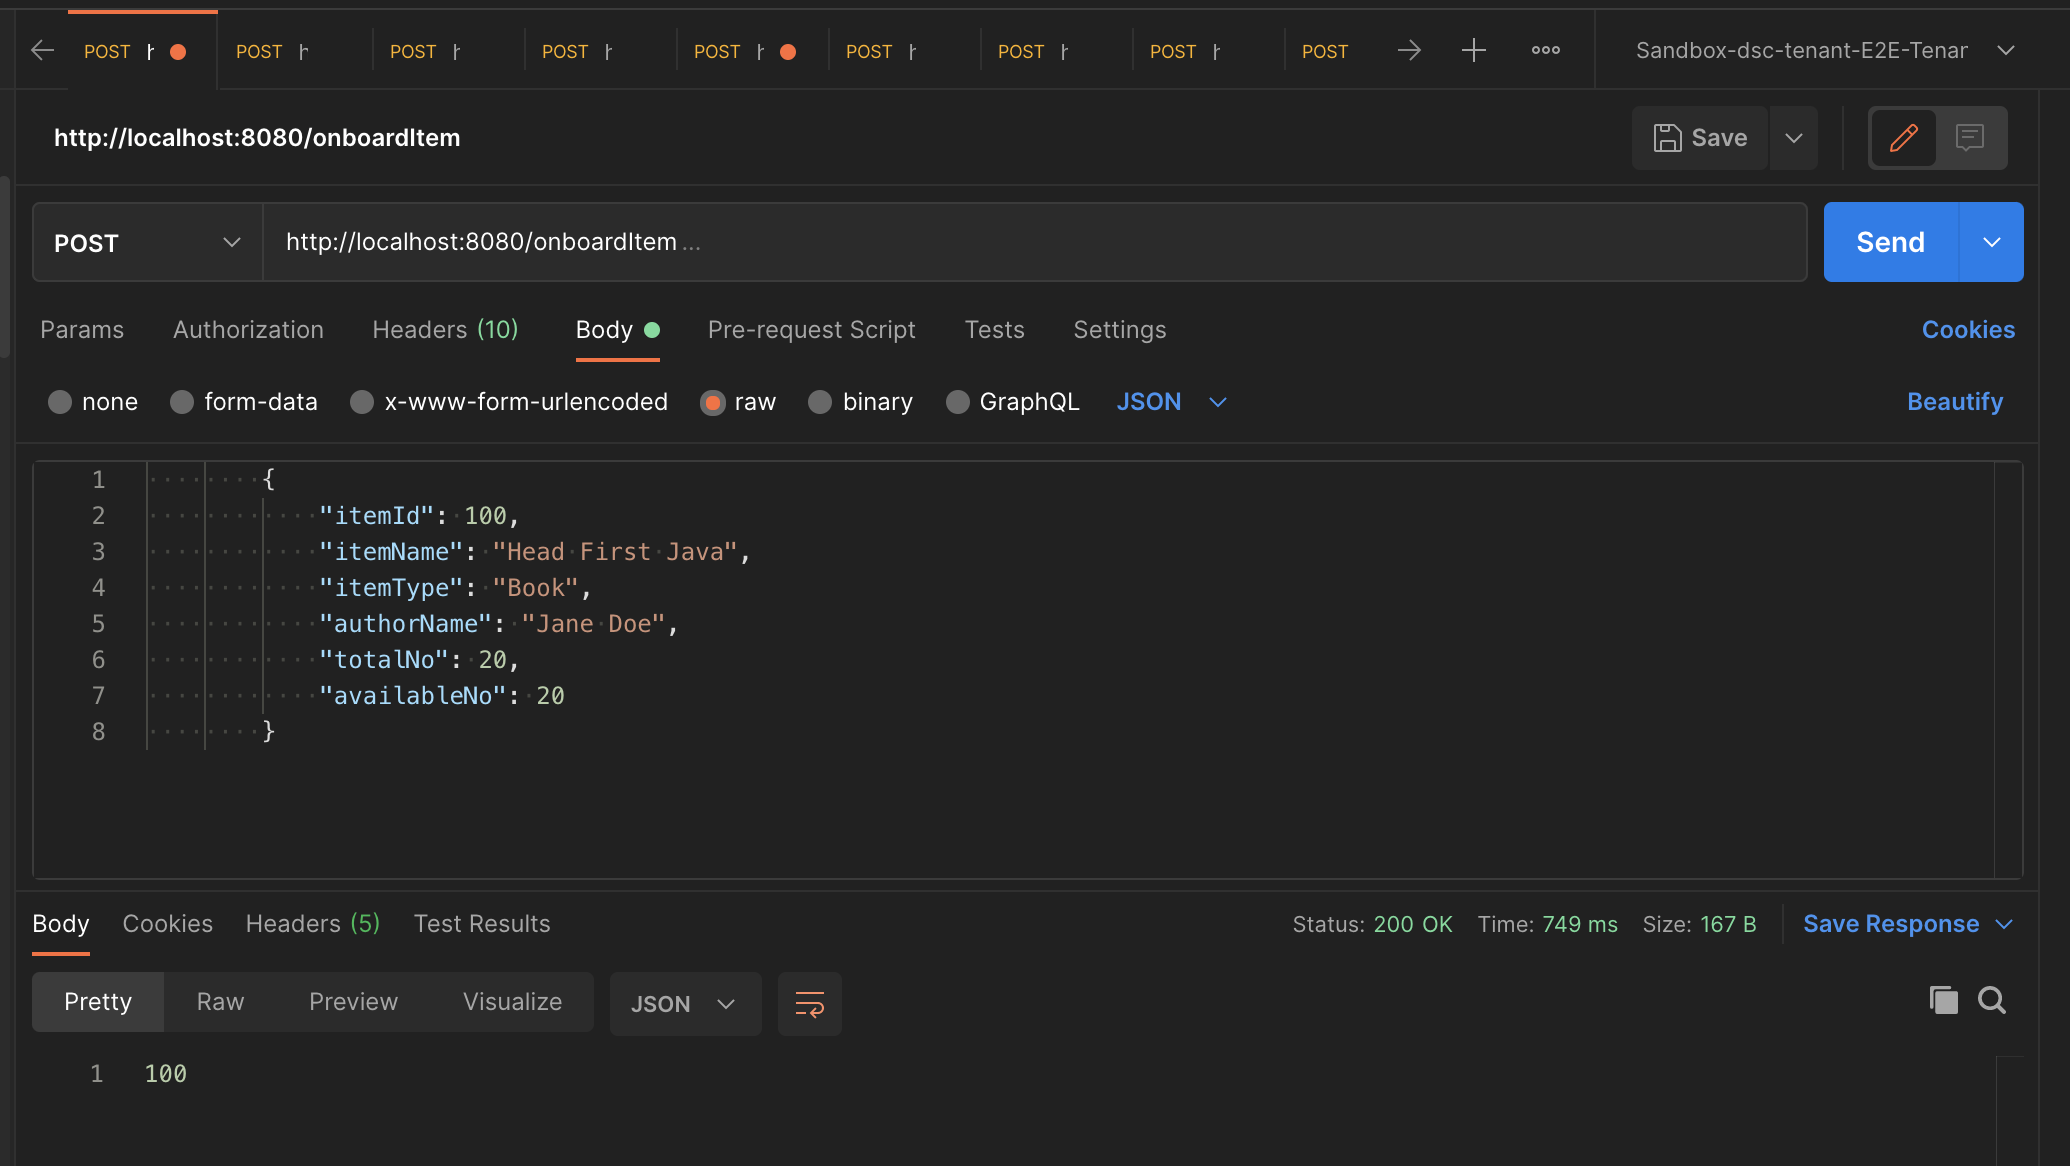 POST POST POST POST POST POST POST POST POST Sandbox-dsc-tenant-E2E-Tenar
http://localhost:8080/onboardItem Save
POST http://localhost:8080/onboardItem ... Send
Params Authorization Headers (10) Body Pre-request Script Tests Settings Cookies
none form-data x-www-form-urlencoded raw binary GraphQL JSON Beautify
1 {
2 "itemId": 100,
3 "itemName": "Head First Java",
4 "itemType": "Book",
5 "authorName": "Jane Doe",
6 "totalNo": 20,
7 "availableNo": 20
8 }
Body Cookies Headers (5) Test Results Status: 200 OK Time: 749 ms Size: 167 B Save Response
Pretty Raw Preview Visualize JSON
1 100